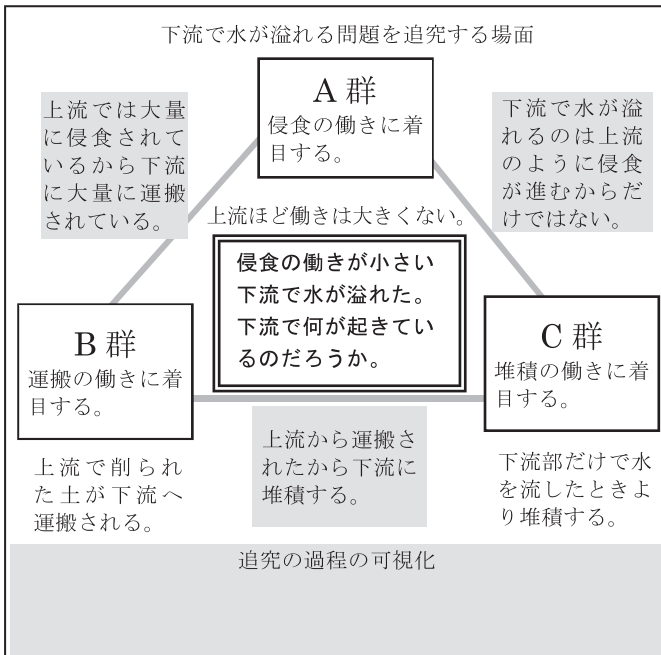 下流で水が溢れる問題を追究する場面
A 群
侵食の働きに着
目する。
上流では大量
に侵食されて
いるから下流
に大量に運搬
されている。
下流で水が溢
れるのは上流
のように侵食
が進むからだ
けではない。
上流ほど働きは大きくない。
侵食の働きが小さい
下流で水が溢れた。
下流で何が起きてい
るのだろうか。
B 群
運搬の働きに着
目する。
C 群
堆積の働きに着
目する。
上流で削られ
た土が下流へ
運搬される。
上流から運搬さ
れたから下流に
堆積する。
下流部だけで水
を流したときよ
り堆積する。
追究の過程の可視化